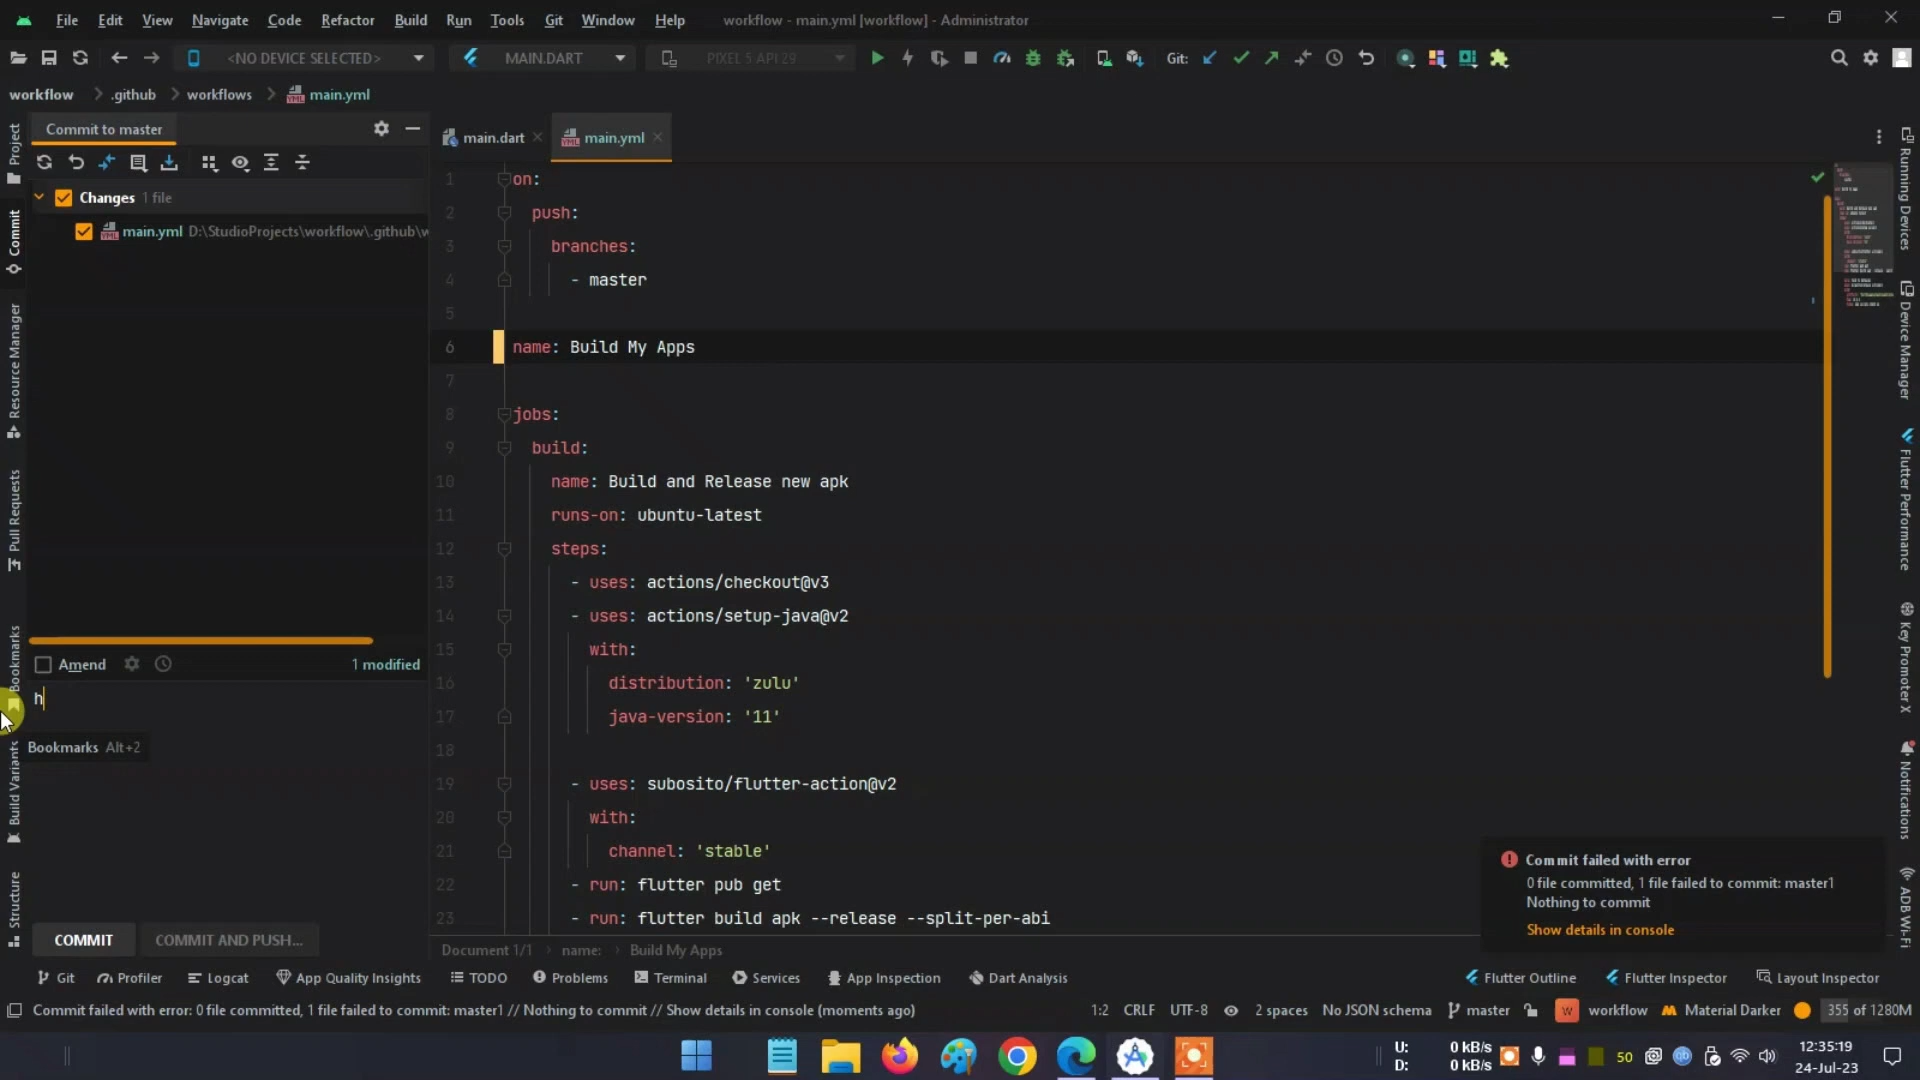 File Edit View Navigate Code Refactor Build Run Tools Git Window Help workflow - main.yml [workflow] - Administrator
<NO DEVICE SELECTED> MAIN.DART PIXEL 5 API 29 Git:
workflow .github workflows main.yml
Commit to master
main.dart main.yml
Changes 1 file
main.yml D:\StudioProjects\workflow\.github\w
1 on:
2 push:
3 branches:
4 - master
5
6 name: Build My Apps
7
8 jobs:
9 build:
10 name: Build and Release new apk
11 runs-on: ubuntu-latest
12 steps:
13 - uses: actions/checkout@v3
14 - uses: actions/setup-java@v2
15 with:
16 distribution: 'zulu'
17 java-version: '11'
18
19 - uses: subosito/flutter-action@v2
20 with:
21 channel: 'stable'
22 - run: flutter pub get
23 - run: flutter build apk --release --split-per-abi
Project
Commit
Resource Manager
Pull Requests
Bookmarks
Build Variants
Structure
Amend 1 modified
h
Bookmarks Alt+2
COMMIT COMMIT AND PUSH...
Running Devices
Device Manager
Flutter Performance
Key Promoter X
Notifications
ADB Wi-Fi
Commit failed with error
0 file committed, 1 file failed to commit: master1
Nothing to commit
Show details in console
Document 1/1 name: Build My Apps
Git Profiler Logcat App Quality Insights TODO Problems Terminal Services App Inspection Dart Analysis Flutter Outline Flutter Inspector Layout Inspector
Commit failed with error: 0 file committed, 1 file failed to commit: master1 // Nothing to commit // Show details in console (moments ago) 1:2 CRLF UTF-8 2 spaces No JSON schema master W workflow Material Darker 355 of 1280M
U: 0 kB/s
D: 0 kB/s
50
12:35:19
24-Jul-23